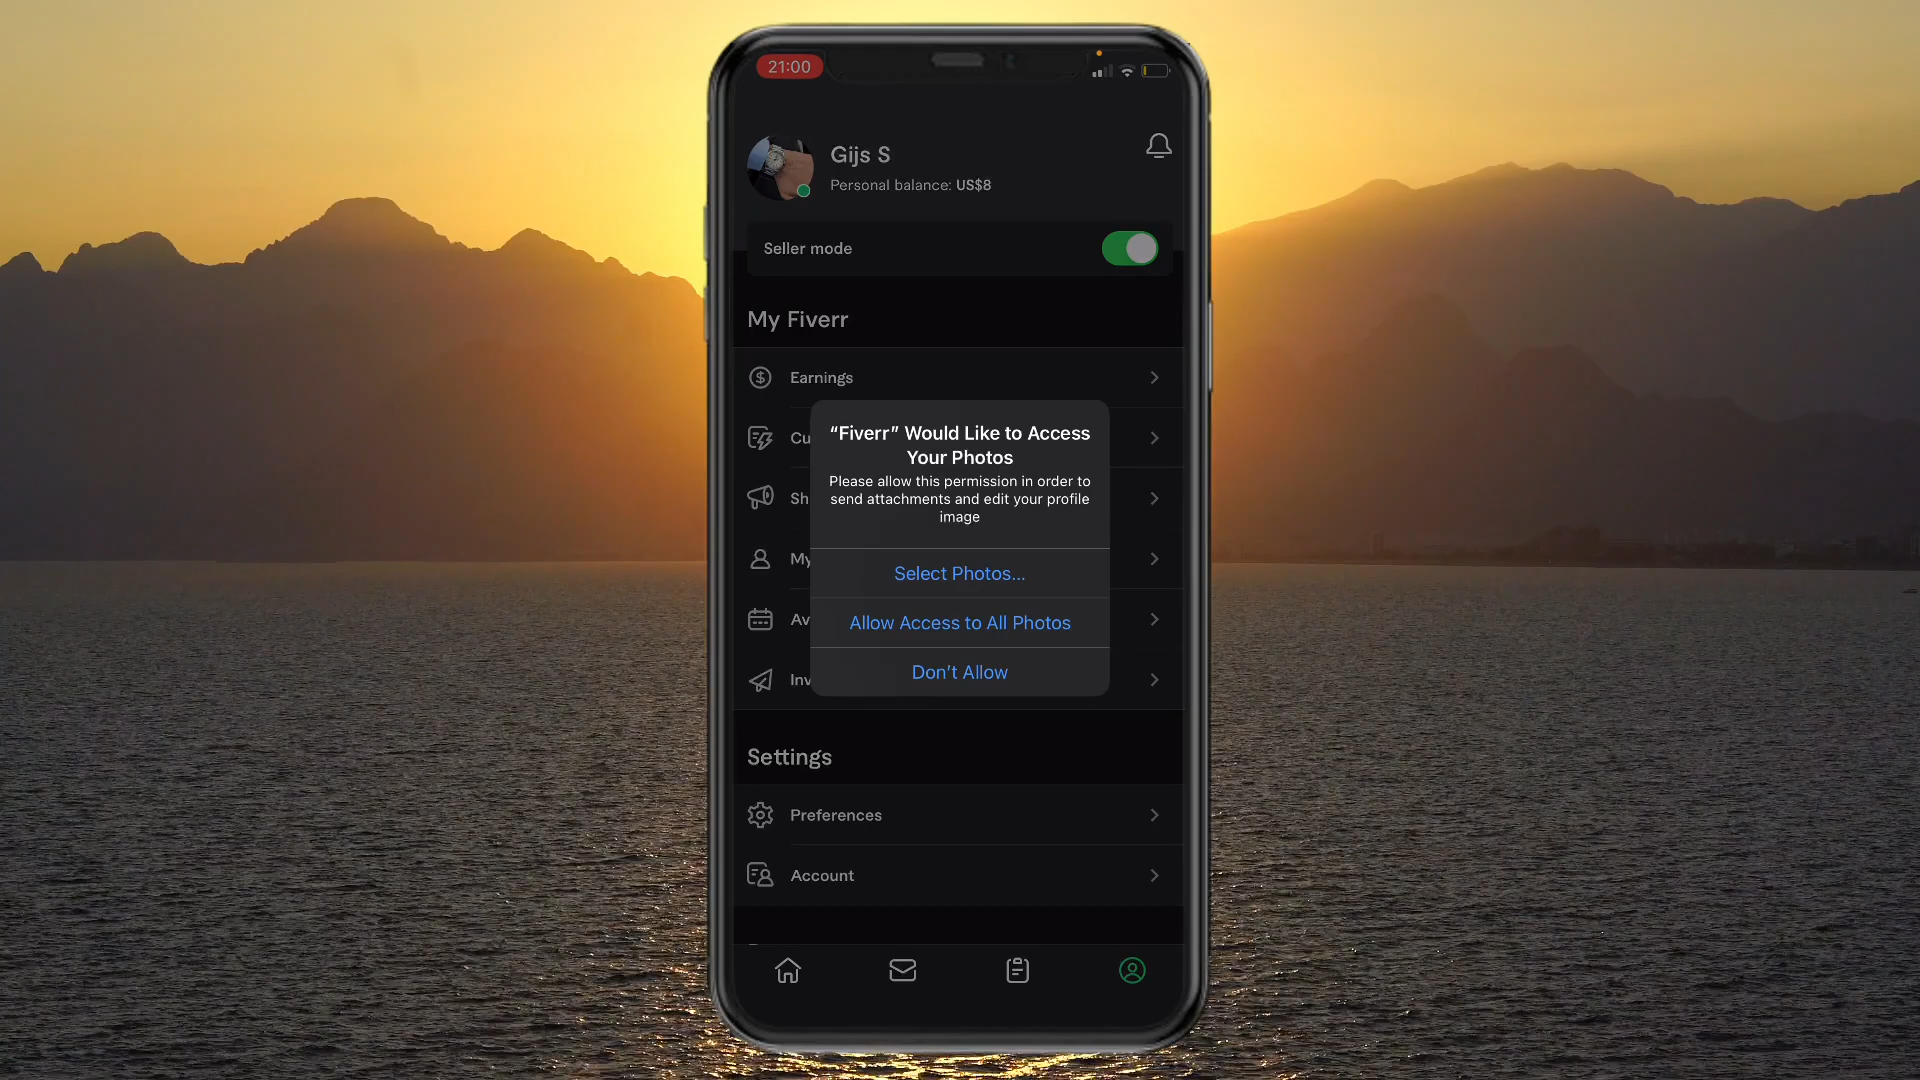 21:00
Gijs S
Personal balance: US$8
Seller mode
My Fiverr
Earnings
Cu
Sh
My
Av
Inv
“Fiverr” Would Like to Access
Your Photos
Please allow this permission in order to
send attachments and edit your profile
image
Select Photos...
Allow Access to All Photos
Don’t Allow
Settings
Preferences
Account